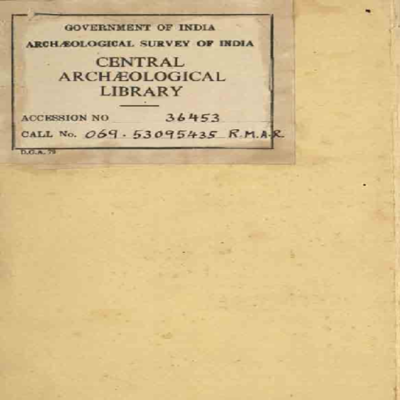 GOVERNMENT OF INDIA
ARCHÆOLOGICAL SURVEY OF INDIA
CENTRAL
ARCHÆOLOGICAL
LIBRARY
ACCESSION NO 36453
CALL No. 069.53095435 R.M.A.R
D.G.A. 79